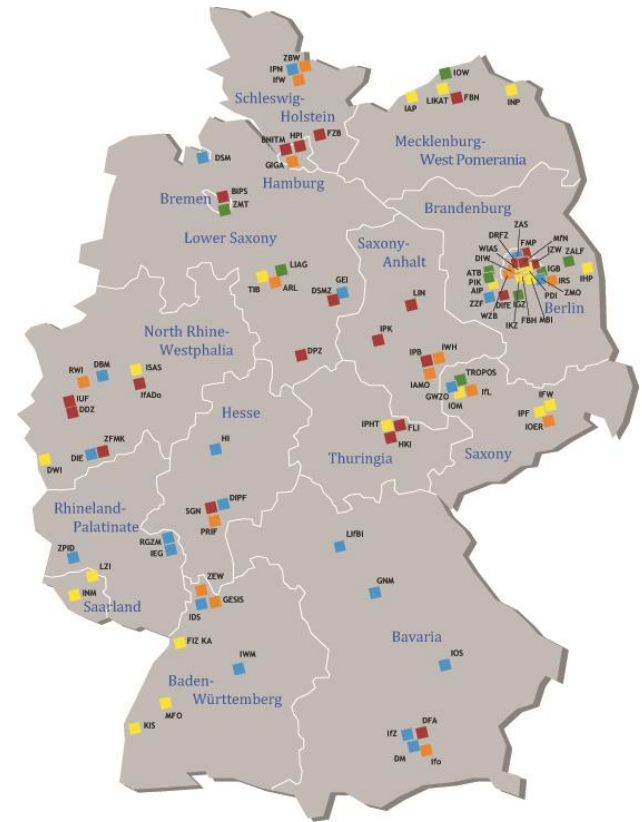 ZBW
IPN
IfW
Schleswig-
Holstein
IOW
IAP
LIKAT
FBN
INP
BNITM
HPI
FZB
GIGA
Hamburg
Mecklenburg-
West Pomerania
DSM
Bremen
BIPS
ZMT
Lower Saxony
Brandenburg
ZAS
DRFZ
FMP
MfN
WIAS
IZW
DIW
ZALF
ATB
IGB
PIK
IRS
IHP
AIP
PDI
ZMO
ZZF
WZB
DIfE
IGZ
Berlin
IKZ
FBH
MBI
Saxony-
Anhalt
LIAG
TIB
ARL
DSMZ
GEI
LIN
IPK
DPZ
IPB
IWH
IAMO
TROPOS
GWZO
IfL
IOM
North Rhine-
Westphalia
RWI
DBM
ISAS
IfADo
IUF
DDZ
DIE
ZFMK
DWI
Hesse
HI
IPHT
FLI
HKI
Thuringia
IFW
IPF
IOER
Saxony
SGN
DIPF
PRIF
Rhineland-
Palatinate
RGZM
IEG
ZPID
LZI
INM
Saarland
ZEW
GESIS
IDS
LIfBi
GNM
FIZ KA
IWM
Bavaria
IOS
Baden-
Württemberg
MFO
KIS
IfZ
DFA
DM
Ifo